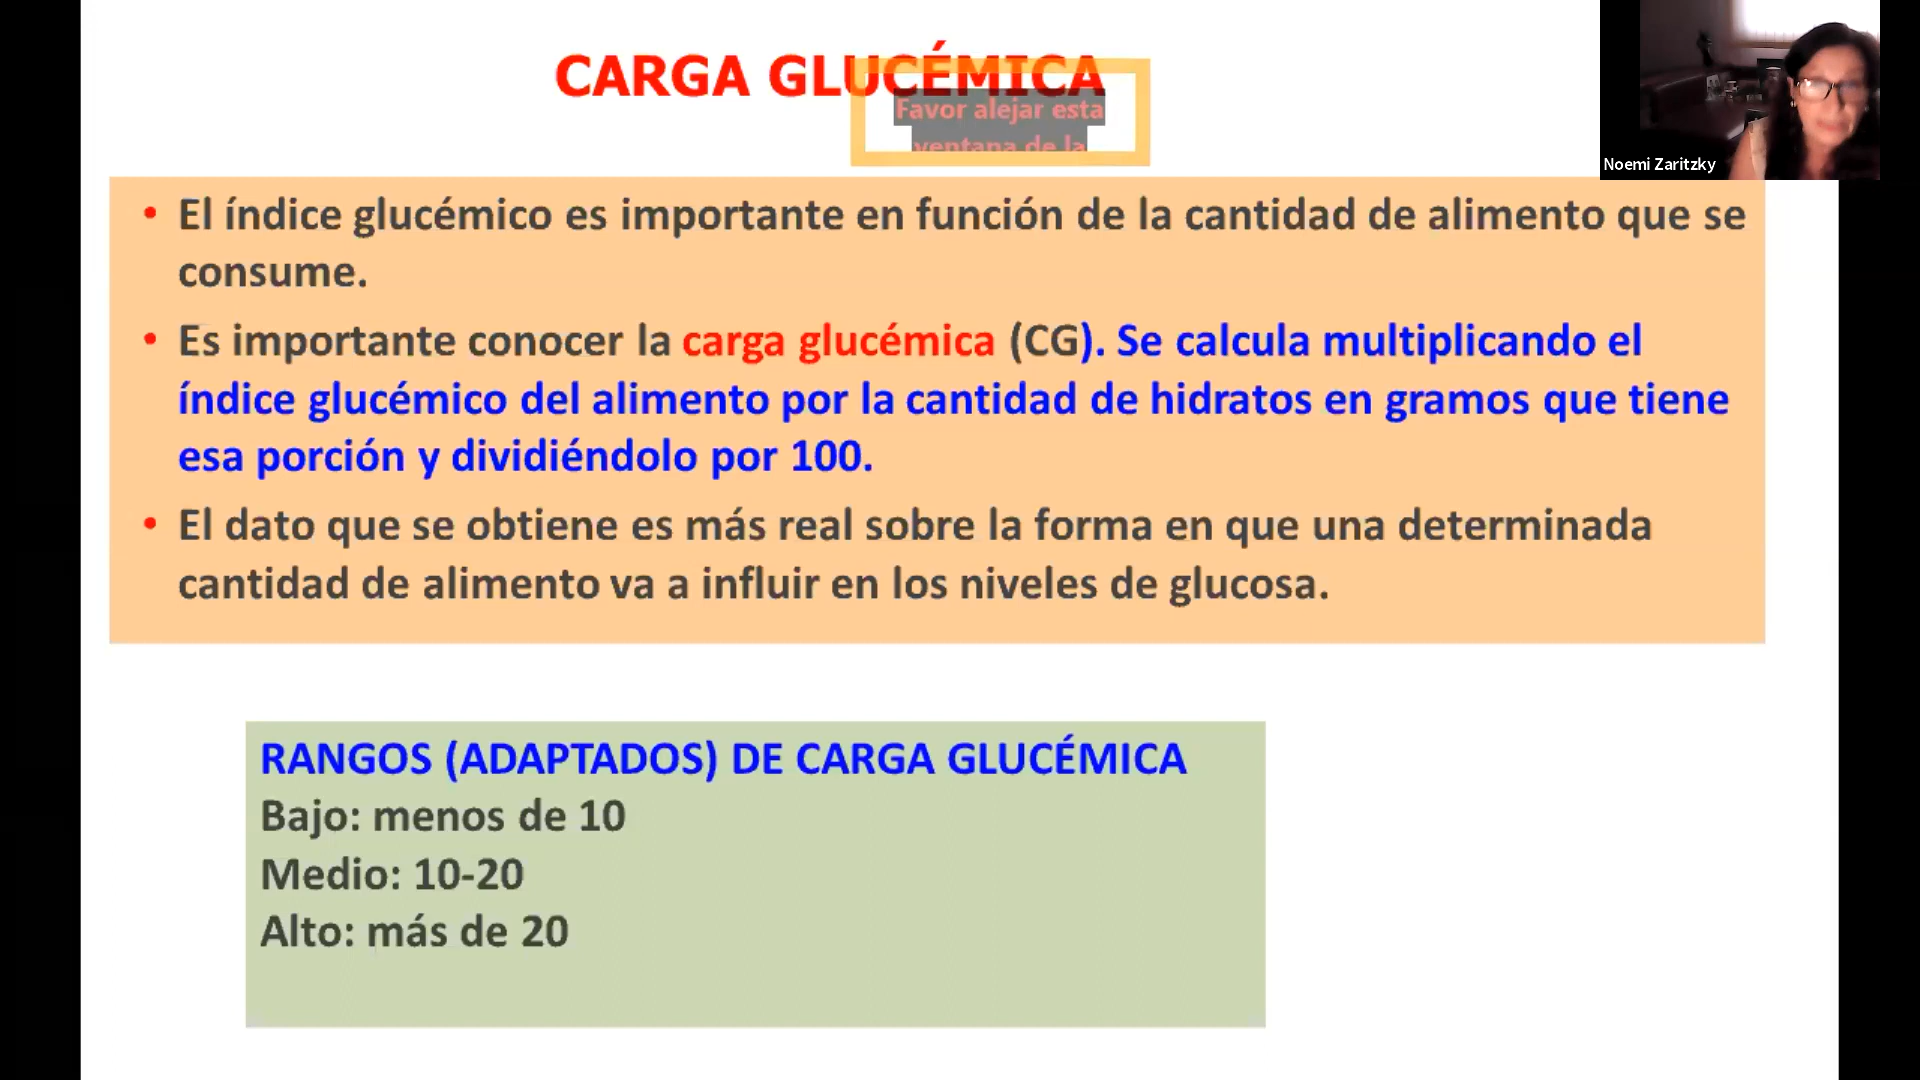 CARGA GLUCÉMICA
Favor alejar esta
ventana de la
Noemi Zaritzky
• El índice glucémico es importante en función de la cantidad de alimento que se
consume.
• Es importante conocer la carga glucémica (CG). Se calcula multiplicando el
índice glucémico del alimento por la cantidad de hidratos en gramos que tiene
esa porción y dividiéndolo por 100.
• El dato que se obtiene es más real sobre la forma en que una determinada
cantidad de alimento va a influir en los niveles de glucosa.
RANGOS (ADAPTADOS) DE CARGA GLUCÉMICA
Bajo: menos de 10
Medio: 10-20
Alto: más de 20